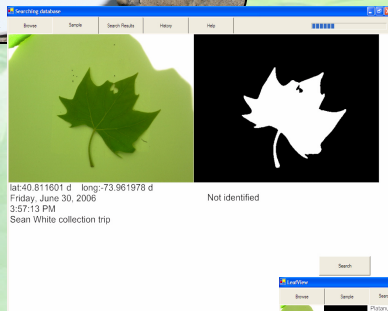 Searching database
Browse Sample Search Results History Help
lat:40.811601 d long:-73.961978 d
Friday, June 30, 2006
3:57:13 PM
Sean White collection trip
Not identified
Search
LeafView
Browse Sample